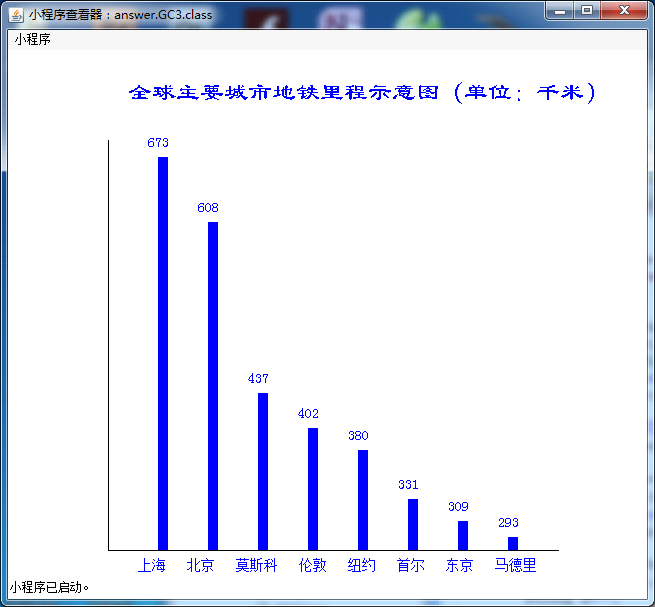 小程序查看器：answer.GC3.class
小程序
全球主要城市地铁里程示意图（单位：千米）
673
608
437
402
380
331
309
293
上海 北京 莫斯科 伦敦 纽约 首尔 东京 马德里
小程序已启动。